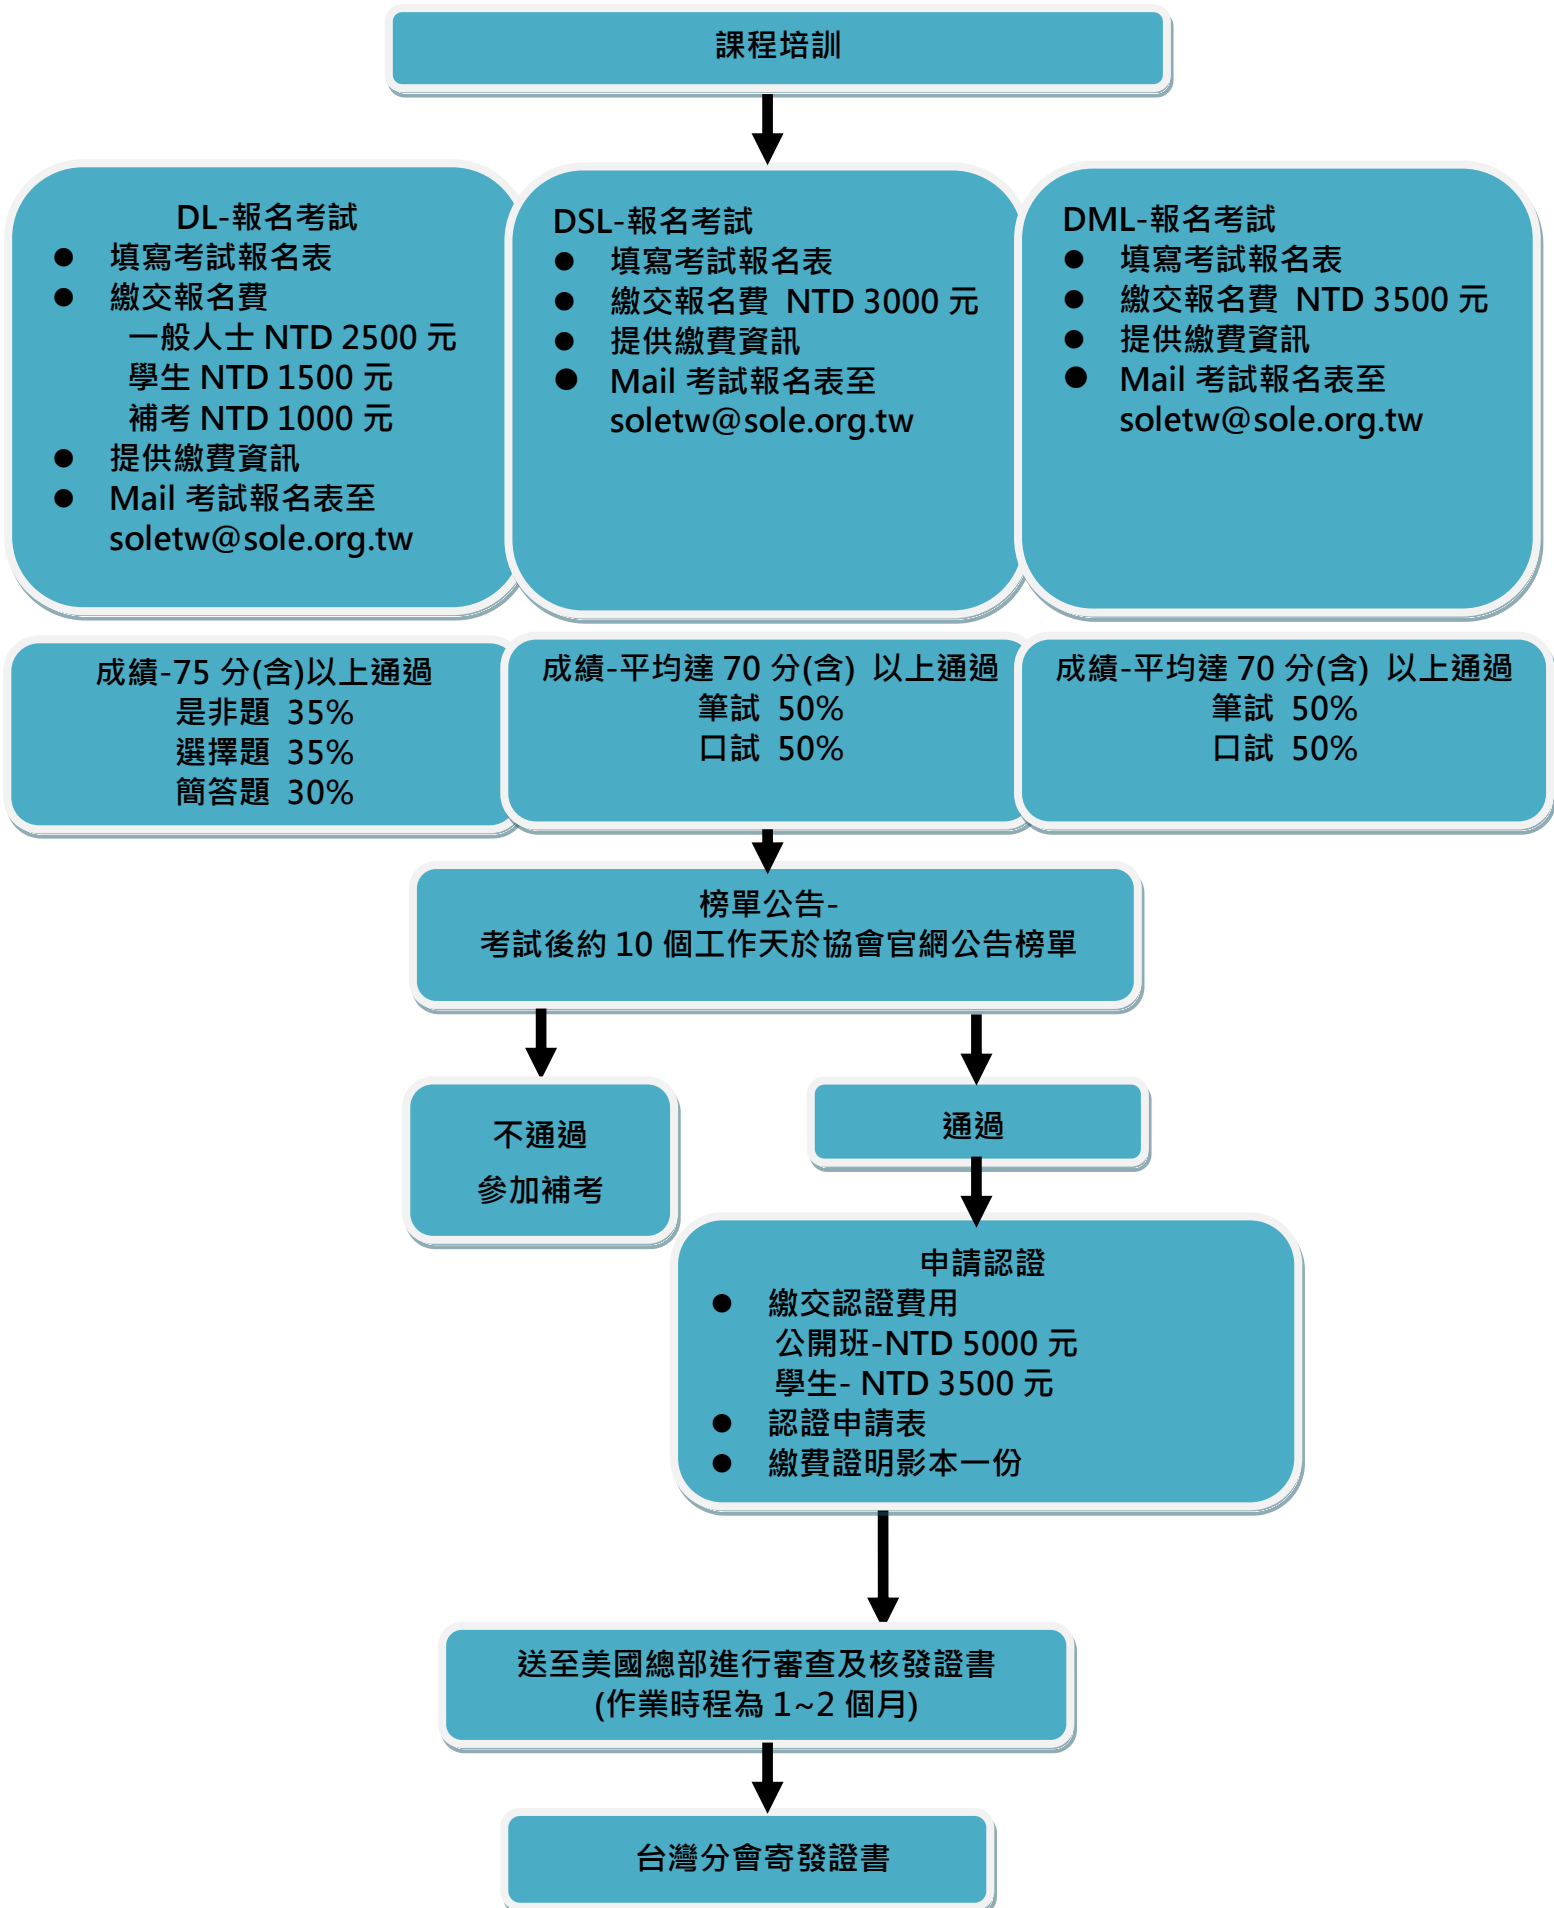 課程培訓
DL-報名考試
● 填寫考試報名表
● 繳交報名費
一般人士 NTD 2500 元
學生 NTD 1500 元
補考 NTD 1000 元
● 提供繳費資訊
● Mail 考試報名表至
soletw@sole.org.tw
DSL-報名考試
● 填寫考試報名表
● 繳交報名費 NTD 3000 元
● 提供繳費資訊
● Mail 考試報名表至
soletw@sole.org.tw
DML-報名考試
● 填寫考試報名表
● 繳交報名費 NTD 3500 元
● 提供繳費資訊
● Mail 考試報名表至
soletw@sole.org.tw
成績-75 分(含)以上通過
是非題 35%
選擇題 35%
簡答題 30%
成績-平均達 70 分(含) 以上通過
筆試 50%
口試 50%
成績-平均達 70 分(含) 以上通過
筆試 50%
口試 50%
榜單公告-
考試後約 10 個工作天於協會官網公告榜單
不通過
參加補考
通過
申請認證
● 繳交認證費用
公開班-NTD 5000 元
學生- NTD 3500 元
● 認證申請表
● 繳費證明影本一份
送至美國總部進行審查及核發證書
(作業時程為 1~2 個月)
台灣分會寄發證書